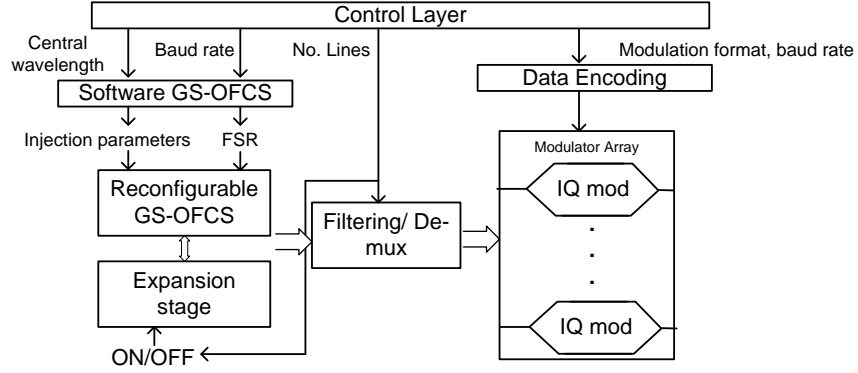 Control Layer
Central
wavelength
Baud rate
No. Lines
Modulation format, baud rate
Software GS-OFCS
Data Encoding
Injection parameters
FSR
Modulator Array
Reconfigurable
GS-OFCS
IQ mod
Filtering/ De-
mux
Expansion
stage
IQ mod
ON/OFF